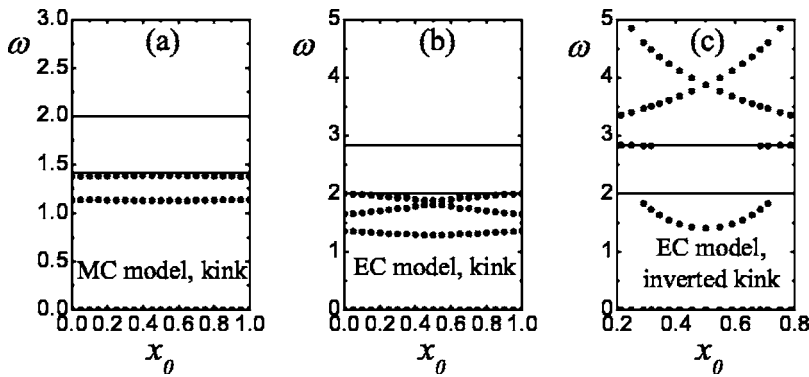 (a) (b) (c)
ω ω ω
3.0 5 5
2.5
4 4
2.0
3 3
1.5
1.0 2 2
0.5 1 1
MC model, kink EC model, kink EC model,
inverted kink
0.0 0 0
0.0 0.2 0.4 0.6 0.8 1.0 0.0 0.2 0.4 0.6 0.8 1.0 0.2 0.4 0.6 0.8
x0 x0 x0